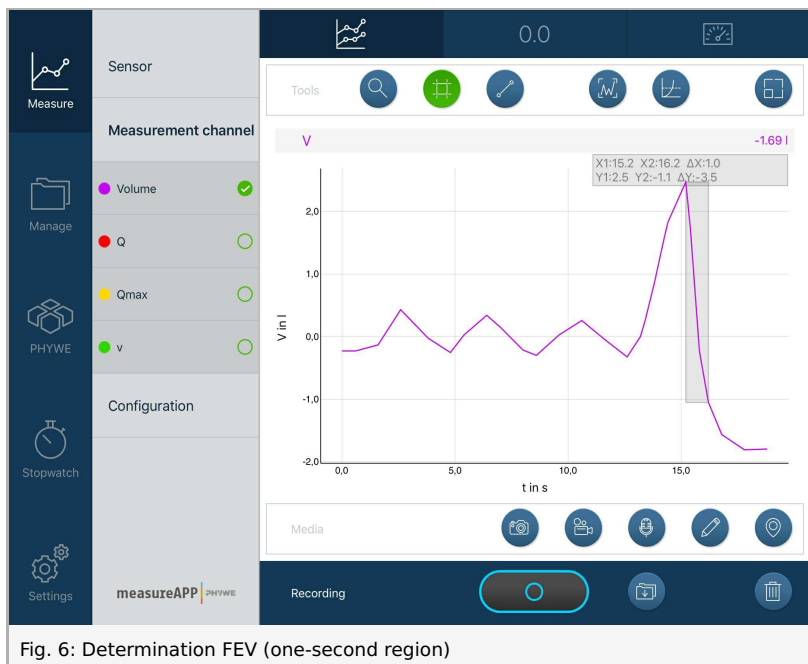 Measure
Manage
PHYWE
Stopwatch
Settings
Sensor
Measurement channel
Volume
Q
Qmax
v
Configuration
measureAPP PHYWE
0.0
Tools
V
-1.69 l
X1:15.2 X2:16.2 ΔX:1.0
Y1:2.5 Y2:-1.1 ΔY:-3.5
V in l
2,0
1,0
0,0
-1,0
-2,0
0,0
5,0
10,0
15,0
t in s
Media
Recording
Fig. 6: Determination FEV (one-second region)